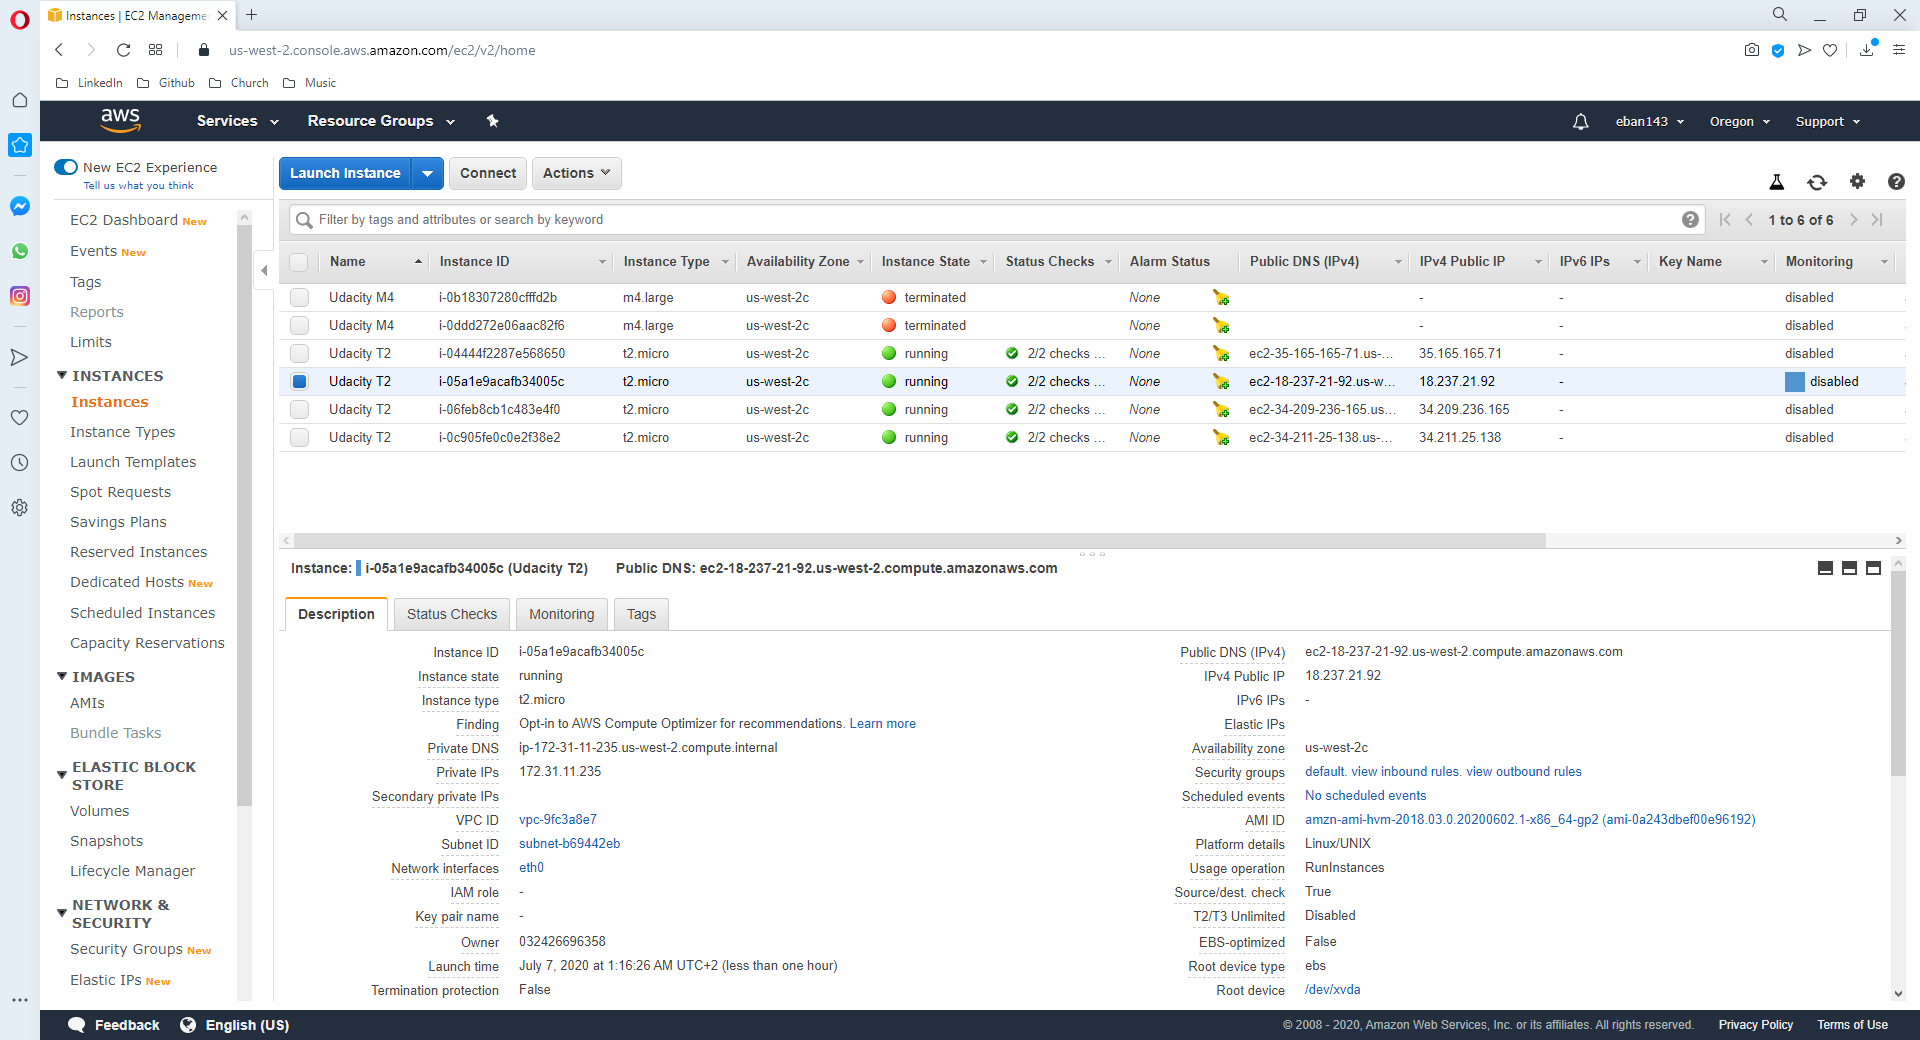 Instances | EC2 Manageme
us-west-2.console.aws.amazon.com/ec2/v2/home
LinkedIn Github Church Music
aws Services Resource Groups eban143 Oregon Support
New EC2 Experience
Tell us what you think
EC2 Dashboard New
Events New
Tags
Reports
Limits
INSTANCES
Instances
Instance Types
Launch Templates
Spot Requests
Savings Plans
Reserved Instances
Dedicated Hosts New
Scheduled Instances
Capacity Reservations
IMAGES
AMIs
Bundle Tasks
ELASTIC BLOCK
STORE
Volumes
Snapshots
Lifecycle Manager
NETWORK &
SECURITY
Security Groups New
Elastic IPs New
Launch Instance Connect Actions
Filter by tags and attributes or search by keyword 1 to 6 of 6
Name Instance ID Instance Type Availability Zone Instance State Status Checks Alarm Status Public DNS (IPv4) IPv4 Public IP IPv6 IPs Key Name Monitoring
Udacity M4 i-0b18307280cfffd2b m4.large us-west-2c terminated None - - disabled
Udacity M4 i-0ddd272e06aac82f6 m4.large us-west-2c terminated None - - disabled
Udacity T2 i-04444f2287e568650 t2.micro us-west-2c running 2/2 checks ... None ec2-35-165-165-71.us-... 35.165.165.71 - disabled
Udacity T2 i-05a1e9acafb34005c t2.micro us-west-2c running 2/2 checks ... None ec2-18-237-21-92.us-w... 18.237.21.92 - disabled
Udacity T2 i-06feb8cb1c483e4f0 t2.micro us-west-2c running 2/2 checks ... None ec2-34-209-236-165.us... 34.209.236.165 - disabled
Udacity T2 i-0c905fe0c0e2f38e2 t2.micro us-west-2c running 2/2 checks ... None ec2-34-211-25-138.us-... 34.211.25.138 - disabled
Instance: i-05a1e9acafb34005c (Udacity T2) Public DNS: ec2-18-237-21-92.us-west-2.compute.amazonaws.com
Description Status Checks Monitoring Tags
Instance ID i-05a1e9acafb34005c
Instance state running
Instance type t2.micro
Finding Opt-in to AWS Compute Optimizer for recommendations. Learn more
Private DNS ip-172-31-11-235.us-west-2.compute.internal
Private IPs 172.31.11.235
Secondary private IPs
VPC ID vpc-9fc3a8e7
Subnet ID subnet-b69442eb
Network interfaces eth0
IAM role -
Key pair name -
Owner 032426696358
Launch time July 7, 2020 at 1:16:26 AM UTC+2 (less than one hour)
Termination protection False
Public DNS (IPv4) ec2-18-237-21-92.us-west-2.compute.amazonaws.com
IPv4 Public IP 18.237.21.92
IPv6 IPs -
Elastic IPs
Availability zone us-west-2c
Security groups default. view inbound rules. view outbound rules
Scheduled events No scheduled events
AMI ID amzn-ami-hvm-2018.03.0.20200602.1-x86_64-gp2 (ami-0a243dbef00e96192)
Platform details Linux/UNIX
Usage operation RunInstances
Source/dest. check True
T2/T3 Unlimited Disabled
EBS-optimized False
Root device type ebs
Root device /dev/xvda
Feedback English (US) © 2008 - 2020, Amazon Web Services, Inc. or its affiliates. All rights reserved. Privacy Policy Terms of Use